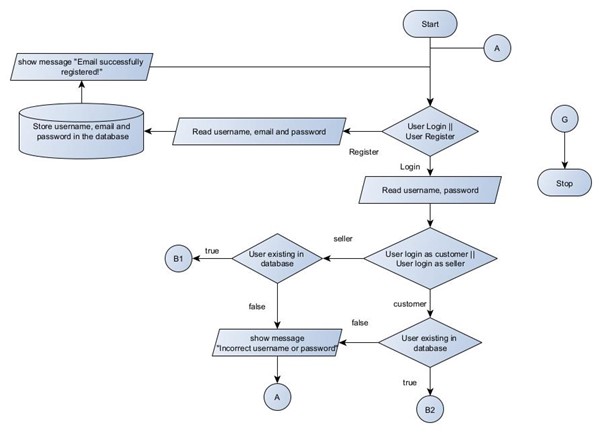 Start
A
show message "Email successfully
registered!"
G
Store username, email and
password in the database
Read username, email and password
User Login ||
User Register
Register
Login
Stop
Read username, password
seller
true
B1
User existing in
database
User login as customer ||
User login as seller
false
customer
false
show message
"Incorrect username or password"
User existing in
database
true
A
B2